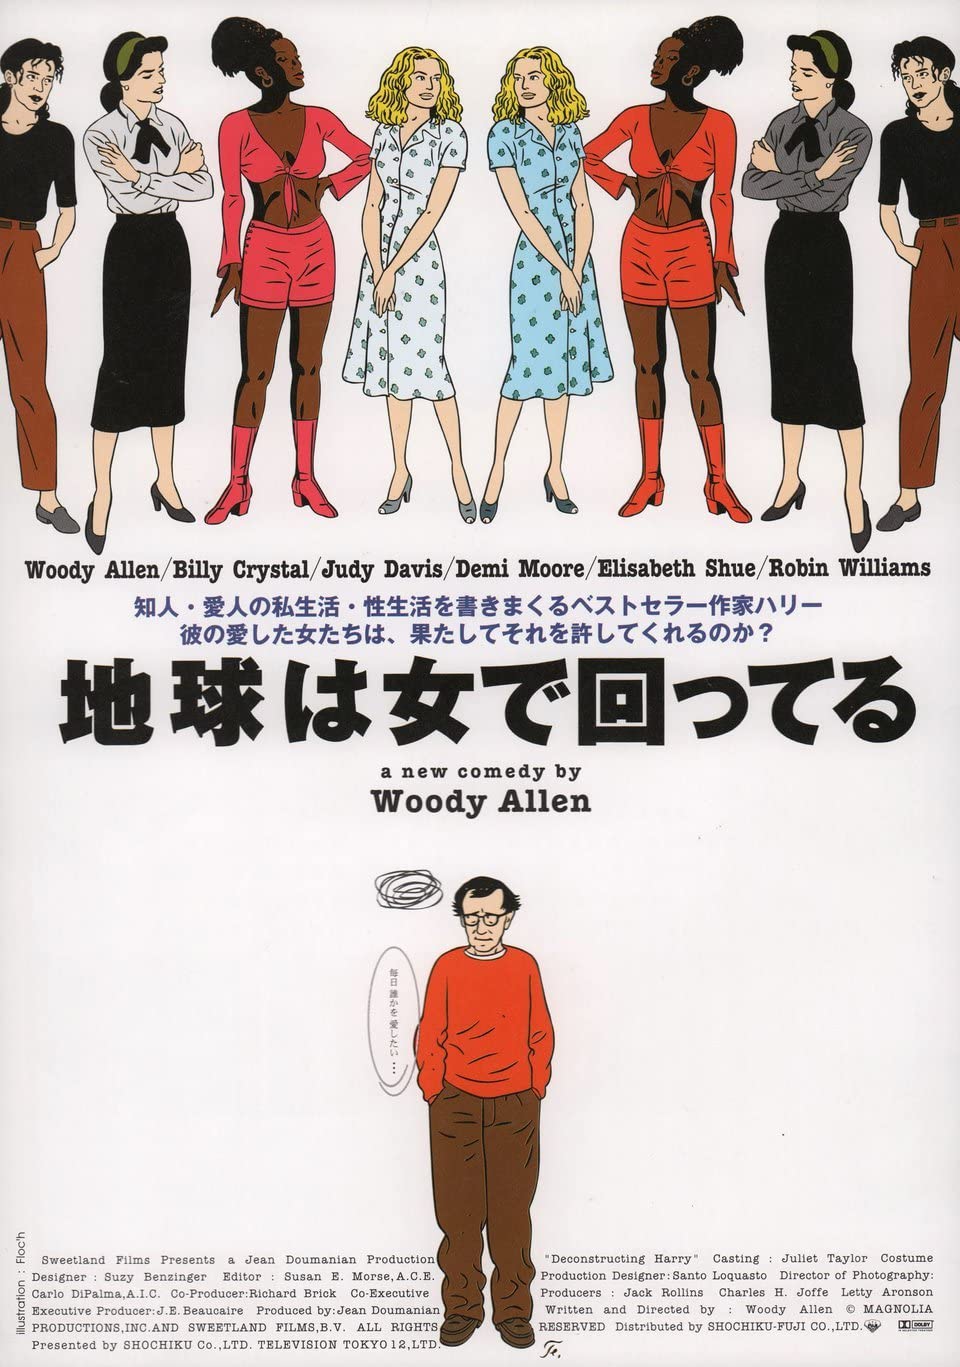 Woody Allen/Billy Crystal/Judy Davis/Demi Moore/Elisabeth Shue/Robin Williams
知人・愛人の私生活・性生活を書きまくるベストセラー作家ハリー
彼の愛した女たちは、果たしてそれを許してくれるのか？
地球は女で回ってる
a new comedy by
Woody Allen
毎日 誰かを 愛したい…
illustration : Floc'h
Sweetland Films Presents a Jean Doumanian Production
Designer : Suzy Benzinger Editor : Susan E. Morse,A.C.E.
Carlo DiPalma,A.I.C. Co-Producer:Richard Brick Co-Executive
Executive Producer:J.E.Beaucaire Produced by:Jean Doumanian
PRODUCTIONS,INC.AND SWEETLAND FILMS,B.V. ALL RIGHTS
Presented by SHOCHIKU Co.,LTD. TELEVISION TOKYO 12,LTD.
"Deconstructing Harry" Casting : Juliet Taylor Costume
Production Designer:Santo Loquasto Director of Photography:
Producers : Jack Rollins Charles H. Joffe Letty Aronson
Written and Directed by : Woody Allen © MAGNOLIA
RESERVED Distributed by SHOCHIKU-FUJI CO.,LTD.
DOLBY